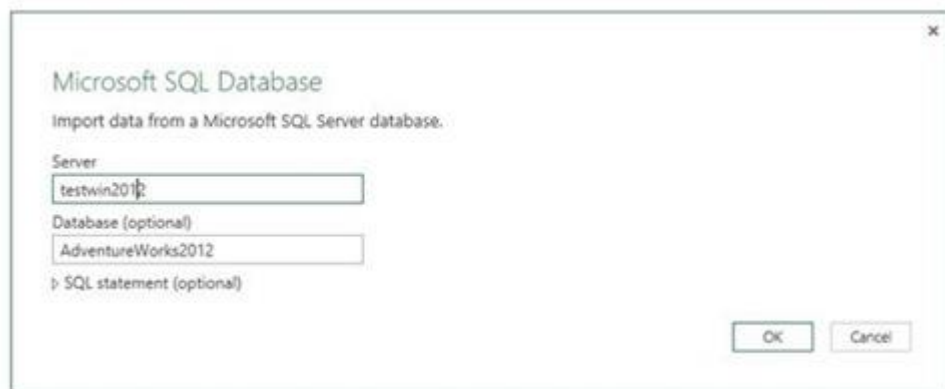 Microsoft SQL Database
Import data from a Microsoft SQL Server database.
Server
testwin2012
Database (optional)
AdventureWorks2012
SQL statement (optional)
OK Cancel